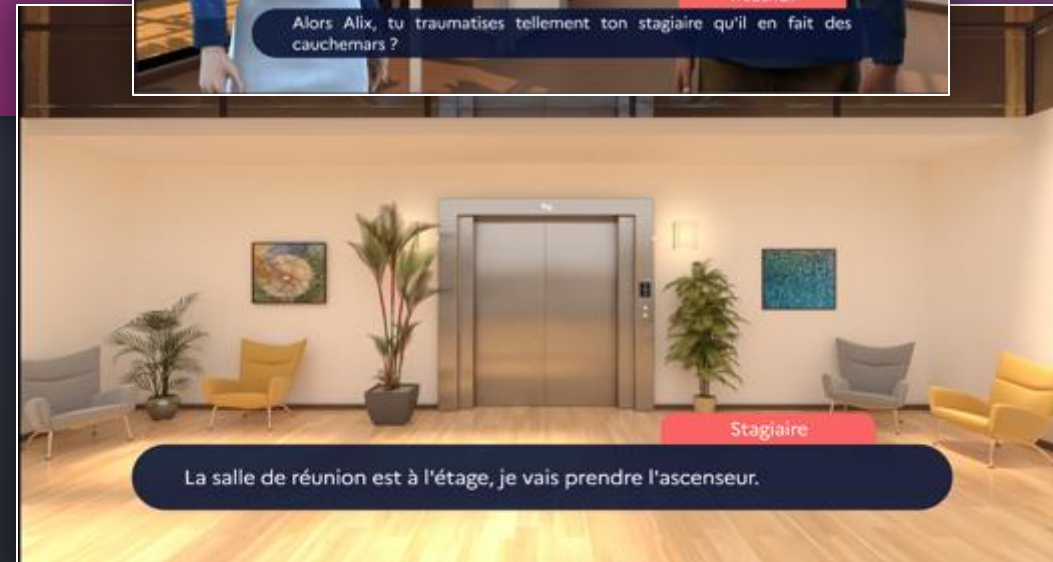 Alors Alix, tu traumatises tellement ton stagiaire qu'il en fait des
cauchemars ?
Stagiaire
La salle de réunion est à l'étage, je vais prendre l'ascenseur.